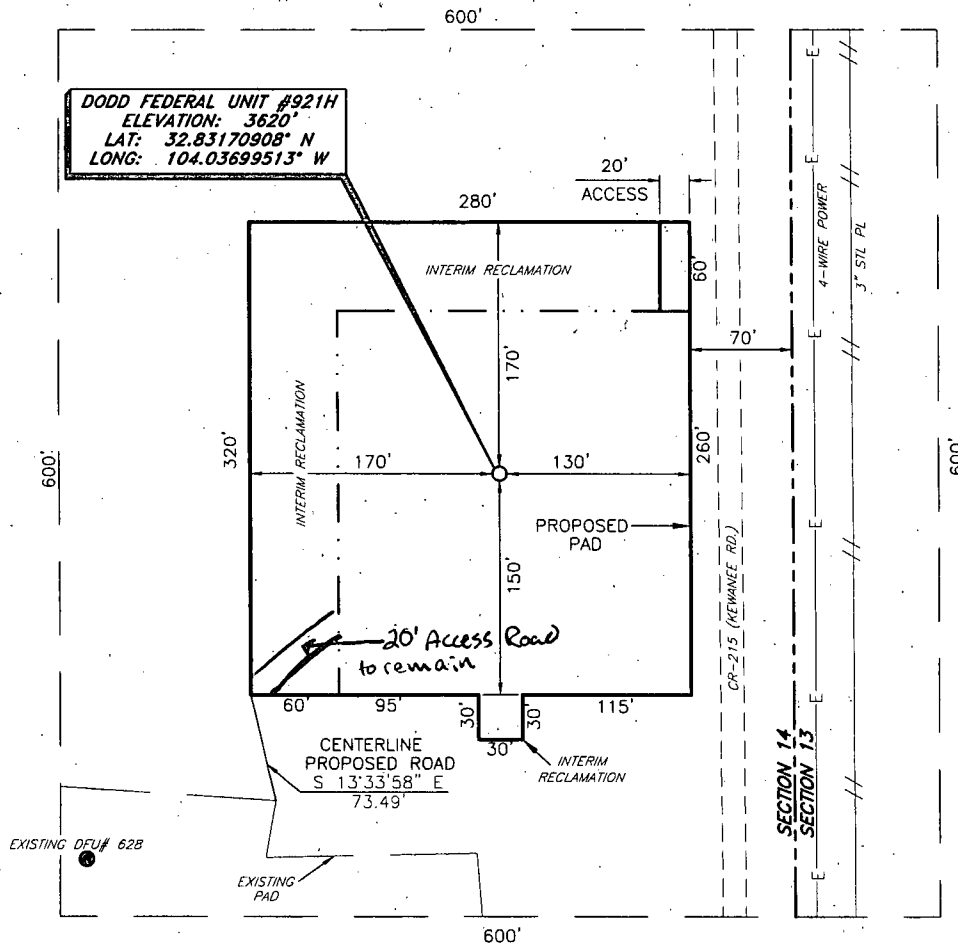 600'
DODD FEDERAL UNIT #921H
ELEVATION: 3620'
LAT: 32.83170908° N
LONG: 104.03699513° W
20'
ACCESS
280'
INTERIM RECLAMATION
60'
4-WIRE POWER
3" STL PL
E
E
E
E
E
E
70'
170'
INTERIM RECLAMATION
320'
600'
170'
130'
260'
600'
PROPOSED
PAD
150'
CR-215 (KEWANEE RD.)
20' Access Road
to remain
60'
95'
30'
30'
30'
115'
INTERIM
RECLAMATION
CENTERLINE
PROPOSED ROAD
S 13°33'58" E
73.49'
SECTION 14
SECTION 13
EXISTING DFU# 628
EXISTING
PAD
600'